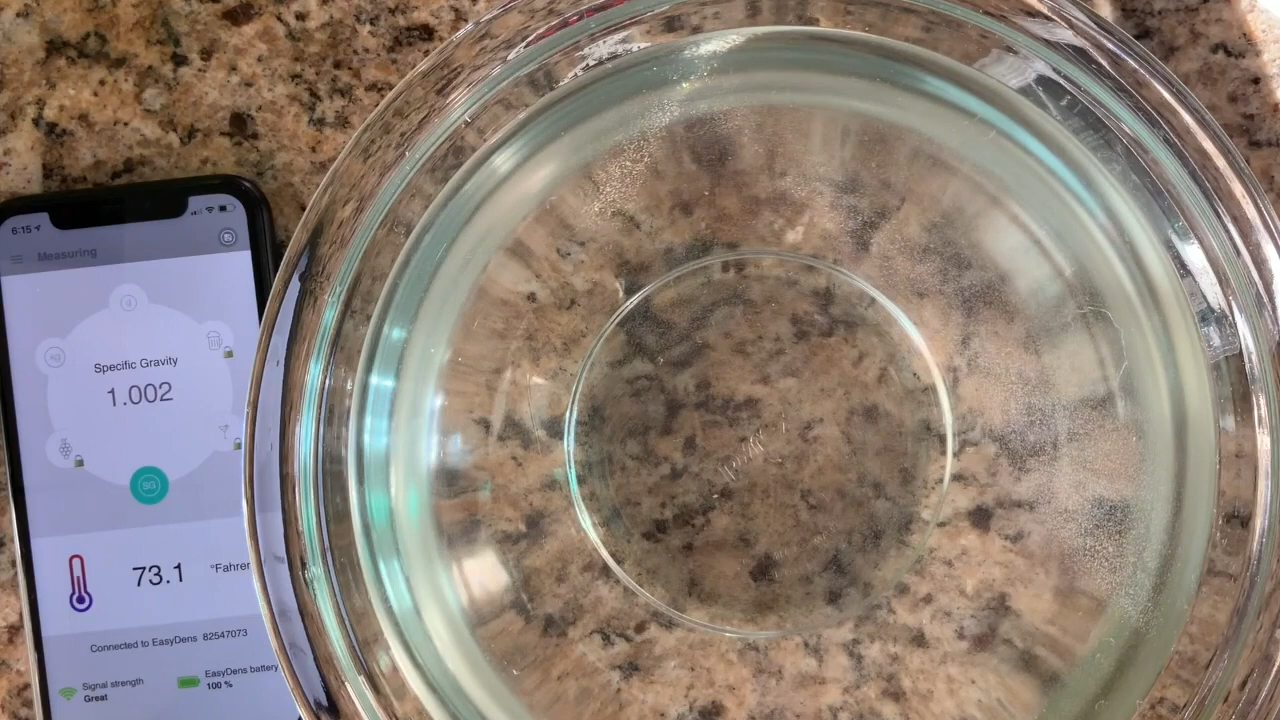 6:15
Measuring
Specific Gravity
1.002
SG
73.1 °Fahren
Connected to EasyDens 82547073
Signal strength
Great
EasyDens battery
100 %